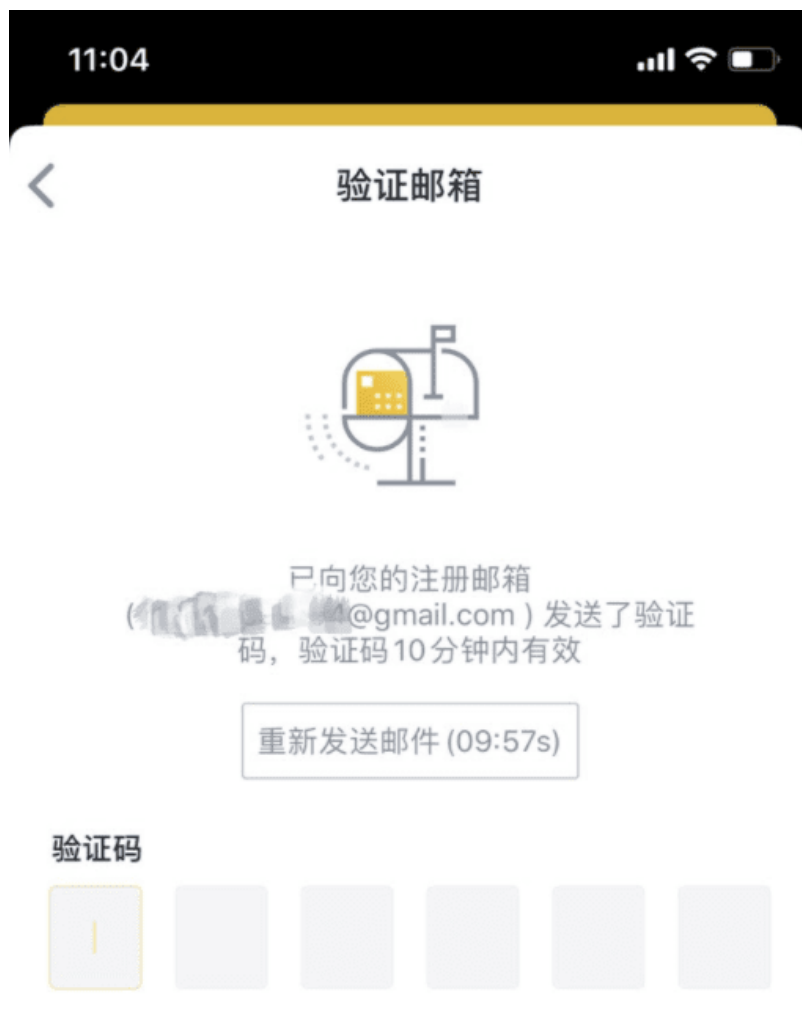 11:04
验证邮箱
已向您的注册邮箱
( 4@gmail.com ) 发送了验证
码，验证码10分钟内有效
重新发送邮件 (09:57s)
验证码